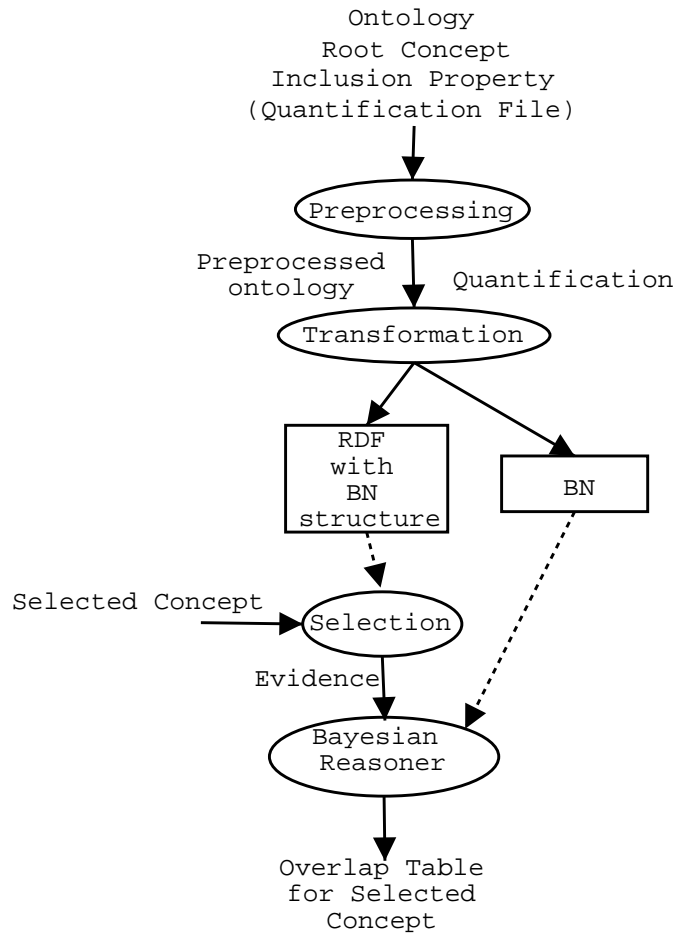 Ontology
Root Concept
Inclusion Property
(Quantification File)
Preprocessing
Preprocessed
ontology
Quantification
Transformation
RDF
with
BN
structure
BN
Selected Concept
Selection
Evidence
Bayesian
Reasoner
Overlap Table
for Selected
Concept